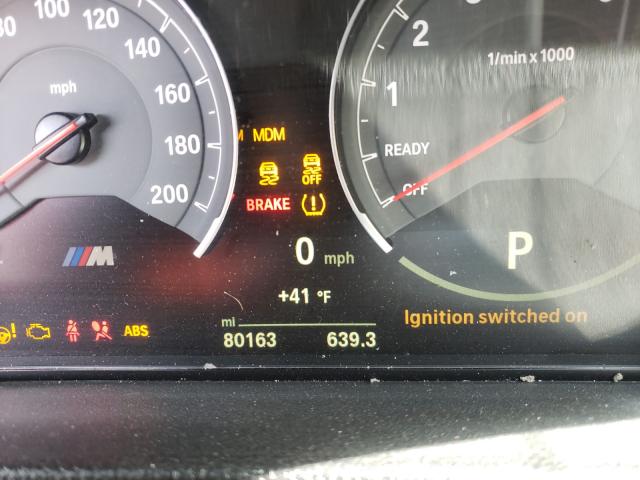 80 100 120
140
160
180
200
mph
MDM
OFF
BRAKE
0 mph
+41 °F
mi
80163 639.3
M
ABS
2
1/min x 1000
1
READY
OFF
P
Ignition switched on